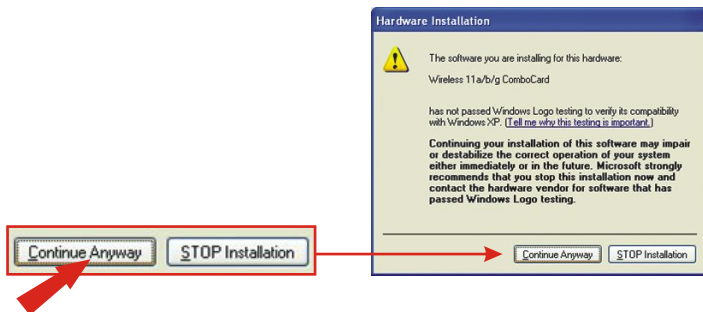 Hardware Installation
The software you are installing for this hardware:
Wireless 11a/b/g ComboCard
has not passed Windows Logo testing to verify its compatibility
with Windows XP. (Tell me why this testing is important.)
Continuing your installation of this software may impair
or destabilize the correct operation of your system
either immediately or in the future. Microsoft strongly
recommends that you stop this installation now and
contact the hardware vendor for software that has
passed Windows Logo testing.
Continue Anyway STOP Installation
Continue Anyway STOP Installation